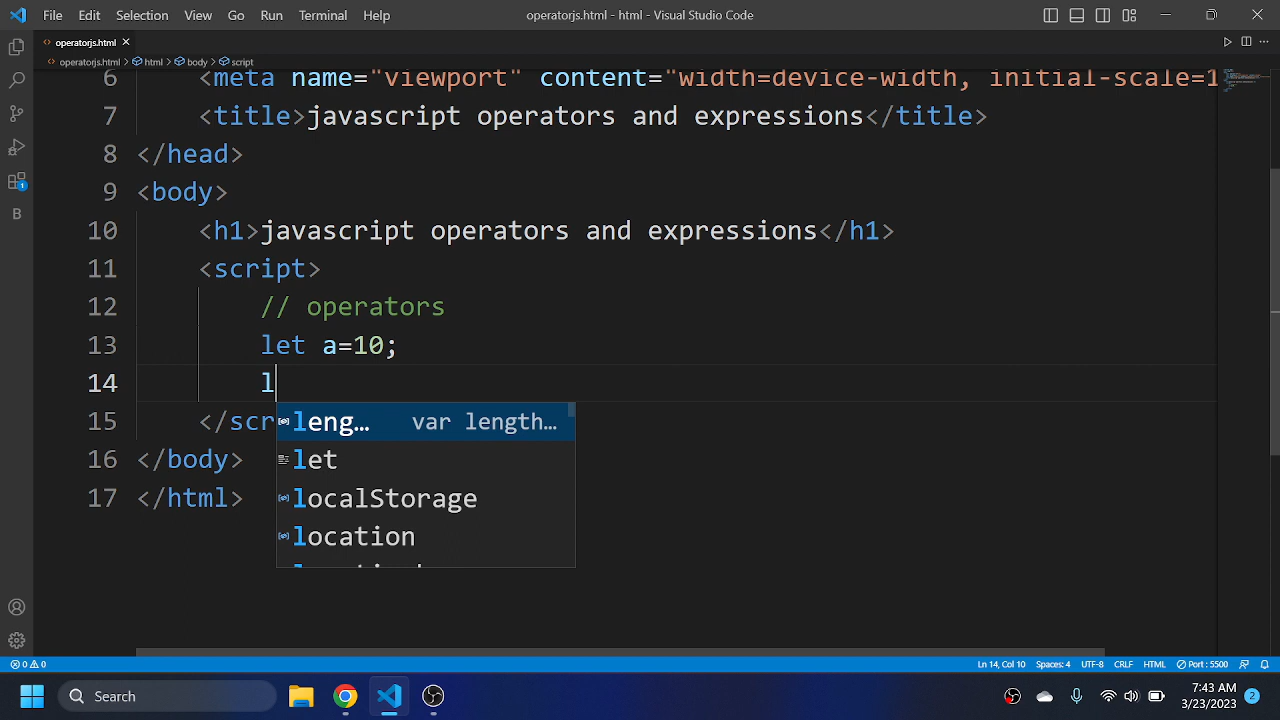 File Edit Selection View Go Run Terminal Help
operatorjs.html - html - Visual Studio Code
operatorjs.html
operatorjs.html > html > body > script
6 <meta name="viewport" content="width=device-width, initial-scale=1
7 <title>javascript operators and expressions</title>
8 </head>
9 <body>
10 <h1>javascript operators and expressions</h1>
11 <script>
12 // operators
13 let a=10;
14 l
15 </scr
16 </body>
17 </html>
leng… var length…
let
localStorage
location
1
B
0 0
Ln 14, Col 10 Spaces: 4 UTF-8 CRLF HTML Port : 5500
Search
7:43 AM
3/23/2023
2